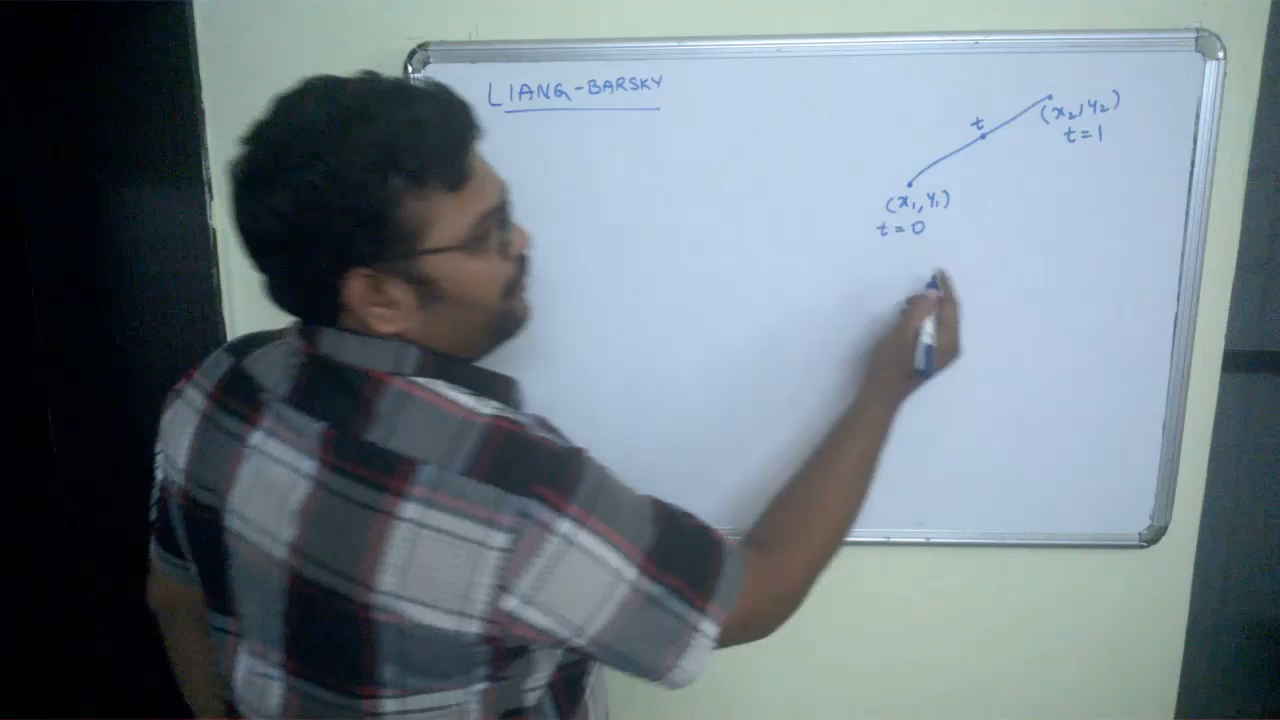 LIANG-BARSKY
t
(x₂, y₂)
t=1
(x₁, y₁)
t=0